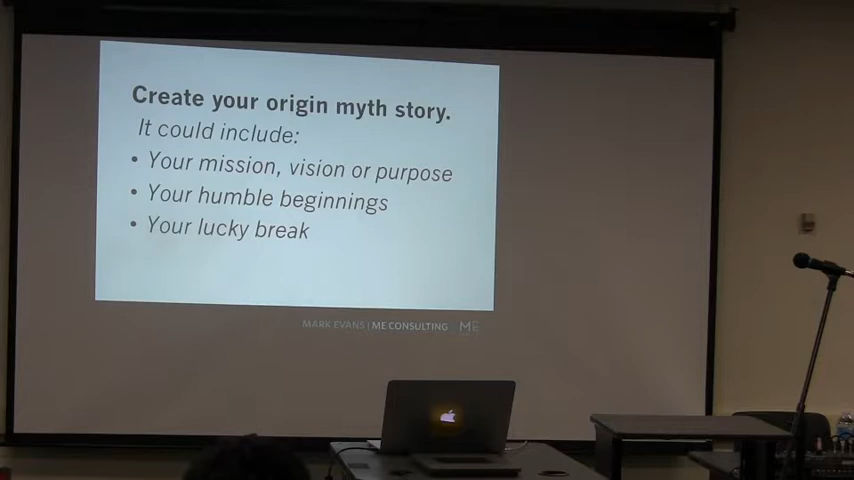 Create your origin myth story.
It could include:
• Your mission, vision or purpose
• Your humble beginnings
• Your lucky break
MARK EVANS | ME CONSULTING ME